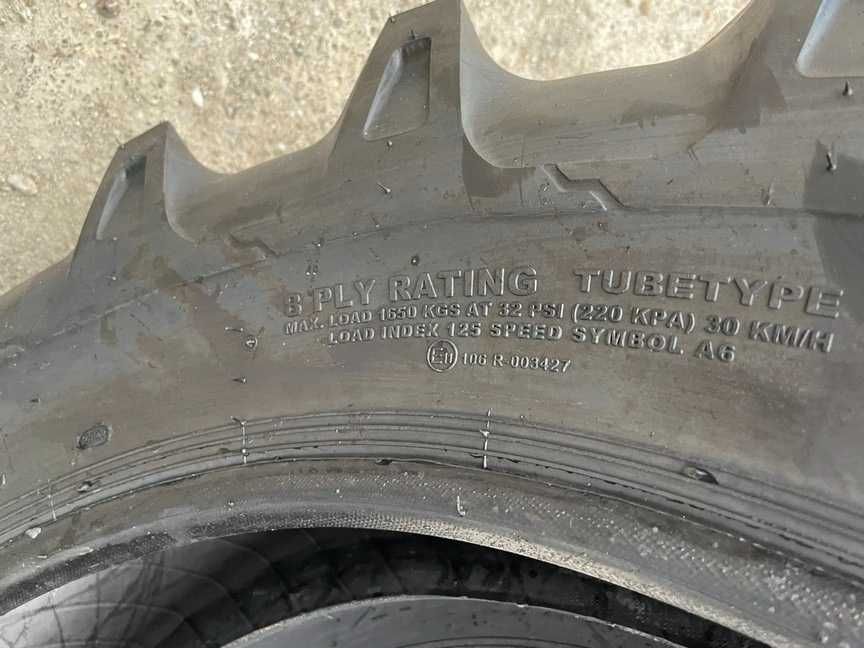 8 PLY RATING TUBETYPE
MAX. LOAD 1650 KGS AT 32 PSI (220 KPA) 30 KM/H
LOAD INDEX 125 SPEED SYMBOL A6
E11 106 R-003427